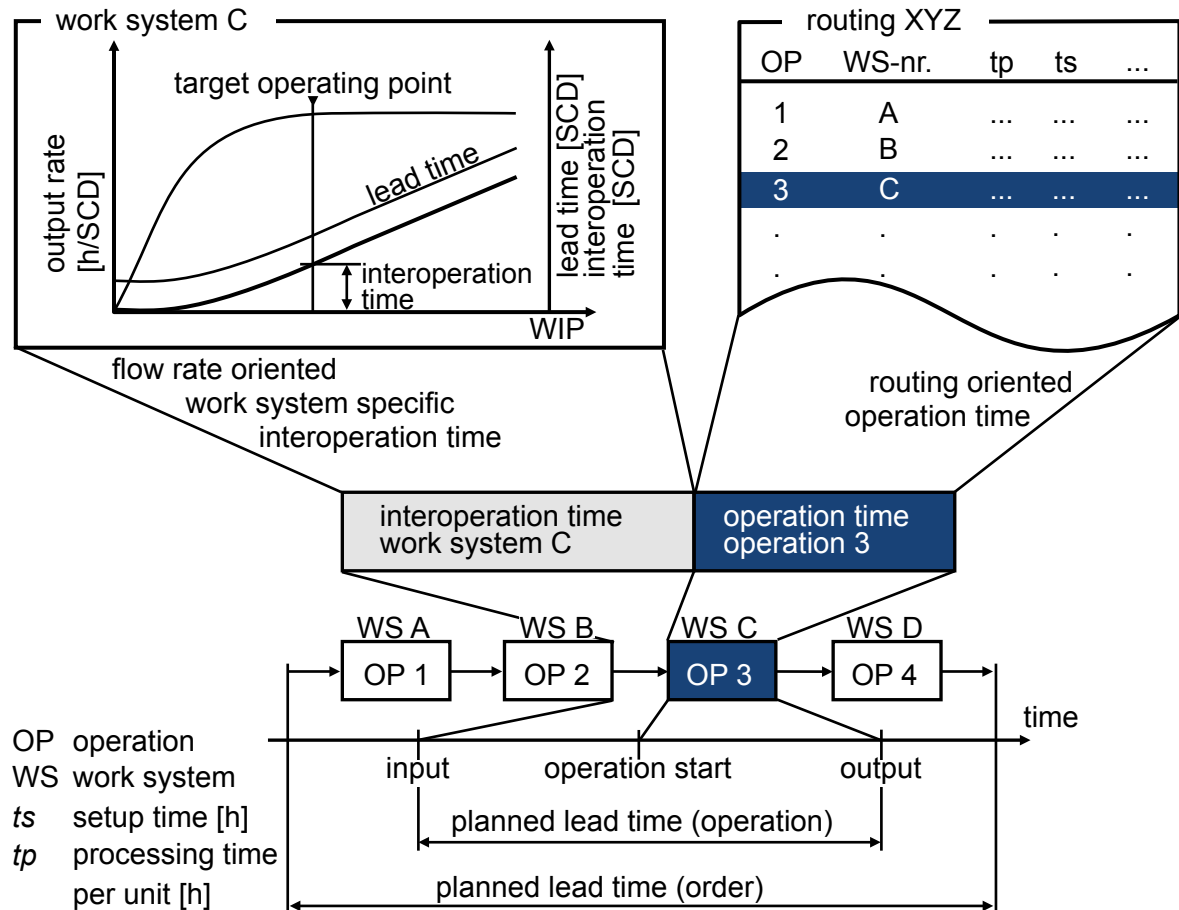 work system C
target operating point
output rate
[h/SCD]
lead time
interoperation
time
WIP
lead time [SCD]
interoperation
time [SCD]
routing XYZ
OP WS-nr. tp ts ...
1 A ... ... ...
2 B ... ... ...
3 C ... ... ...
. . . . .
. . . . .
flow rate oriented
work system specific
interoperation time
routing oriented
operation time
interoperation time
work system C
operation time
operation 3
WS A WS B WS C WS D
OP 1 OP 2 OP 3 OP 4
time
input operation start output
planned lead time (operation)
planned lead time (order)
OP operation
WS work system
ts setup time [h]
tp processing time
per unit [h]